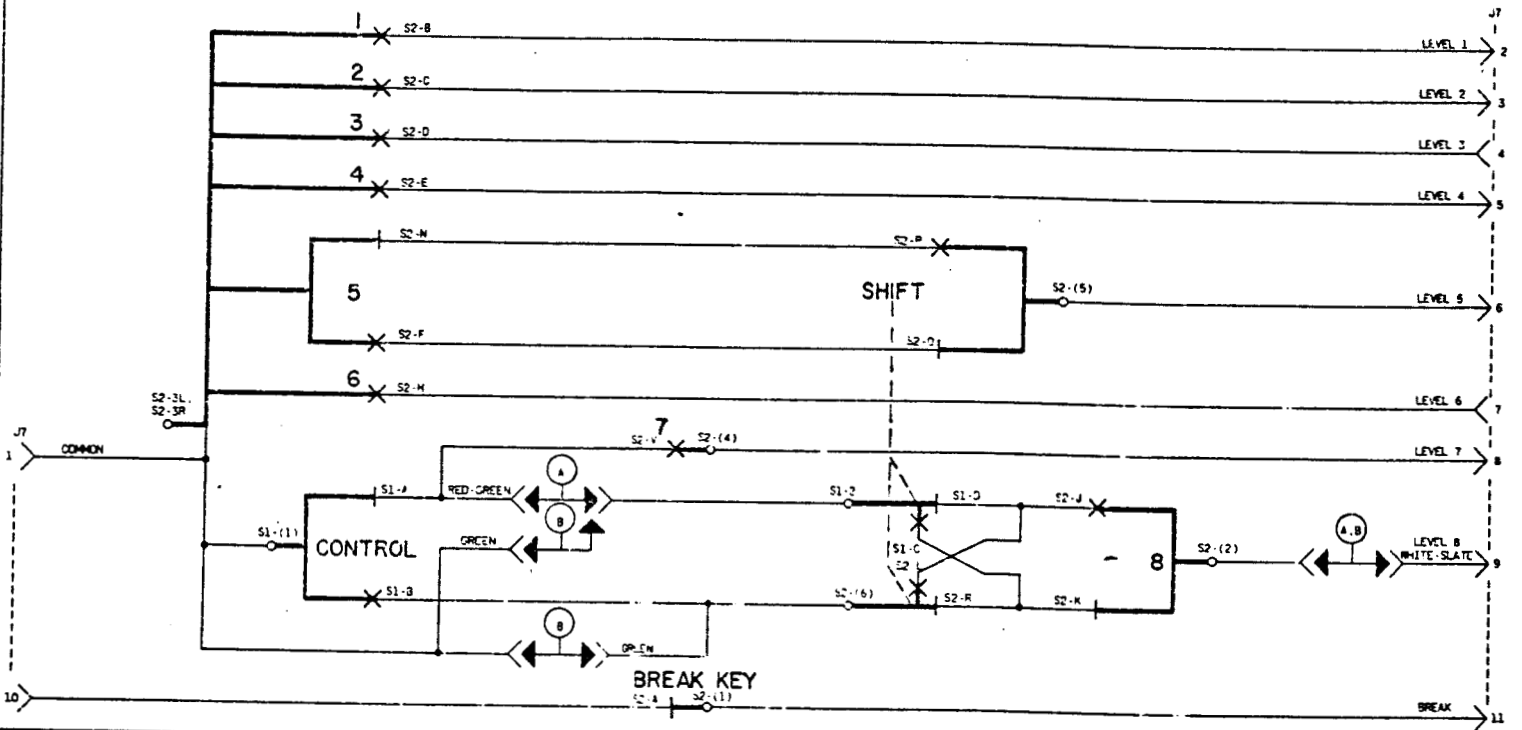 J7
1
S2-B
LEVEL 1
2
2
S2-C
LEVEL 2
3
3
S2-D
LEVEL 3
4
4
S2-E
LEVEL 4
5
S2-N
S2-P
5
SHIFT
S2-(5)
LEVEL 5
6
S2-F
6
S2-H
LEVEL 6
7
S2-3L,
S2-3R
J7
1
COMMON
7
S2-(4)
LEVEL 7
8
S1-A
RED-GREEN
A
S1-2
S1-D
S2-J
B
GREEN
S1-(1)
CONTROL
S1-C
S2
8
S2-(2)
A,B
LEVEL 8
WHITE-SLATE
9
S1-B
S2-(6)
S2-R
S2-K
B
GREEN
BREAK KEY
10
S2-A
S2-(1)
BREAK
11